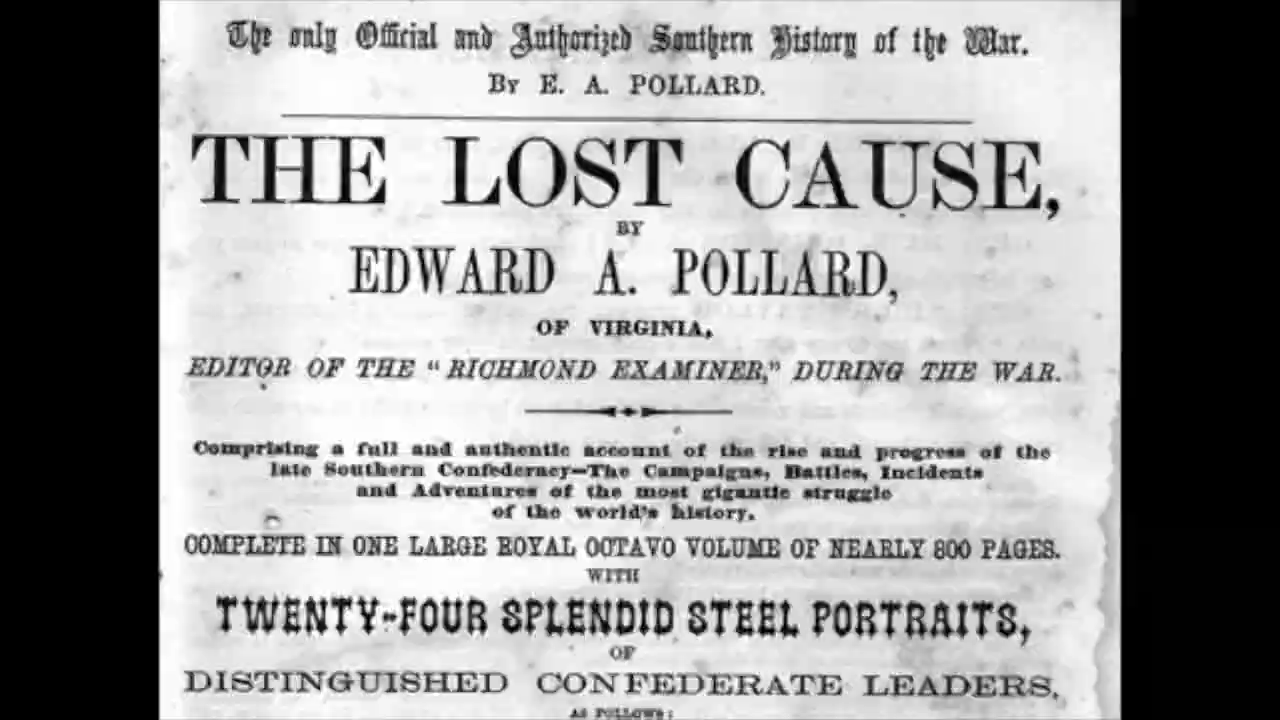 The only Official and Authorized Southern History of the War.
By E. A. POLLARD.
THE LOST CAUSE,
BY
EDWARD A. POLLARD,
OF VIRGINIA,
EDITOR OF THE "RICHMOND EXAMINER," DURING THE WAR.
Comprising a full and authentic account of the rise and progress of the
late Southern Confederacy—The Campaigns, Battles, Incidents
and Adventures of the most gigantic struggle
of the world's history.
COMPLETE IN ONE LARGE ROYAL OCTAVO VOLUME OF NEARLY 800 PAGES.
WITH
TWENTY-FOUR SPLENDID STEEL PORTRAITS,
OF
DISTINGUISHED CONFEDERATE LEADERS,
AS FOLLOWS: